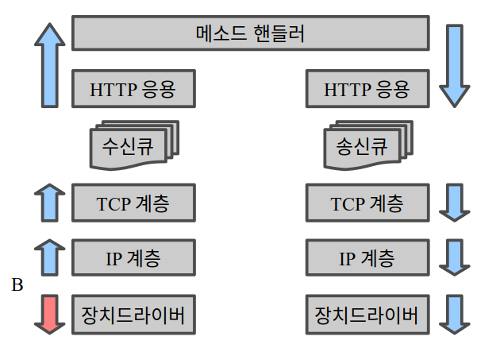 메소드 핸들러
HTTP 응용 HTTP 응용
수신큐 송신큐
TCP 계층 TCP 계층
IP 계층 IP 계층
B
장치드라이버 장치드라이버